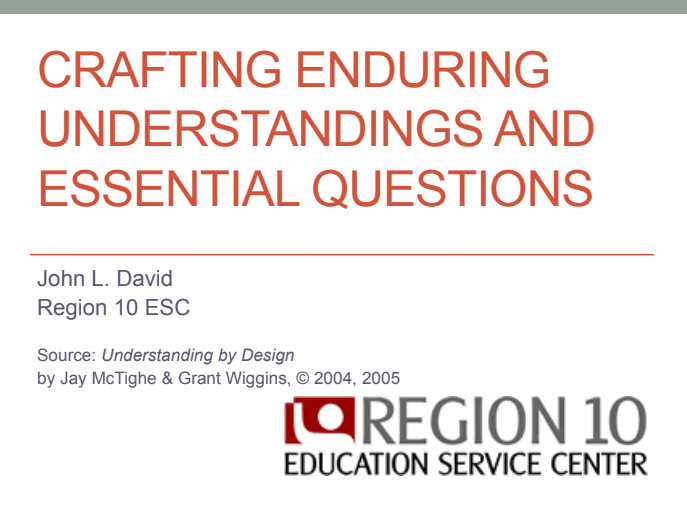 CRAFTING ENDURING
UNDERSTANDINGS AND
ESSENTIAL QUESTIONS
John L. David
Region 10 ESC
Source: Understanding by Design
by Jay McTighe & Grant Wiggins, © 2004, 2005
REGION 10
EDUCATION SERVICE CENTER